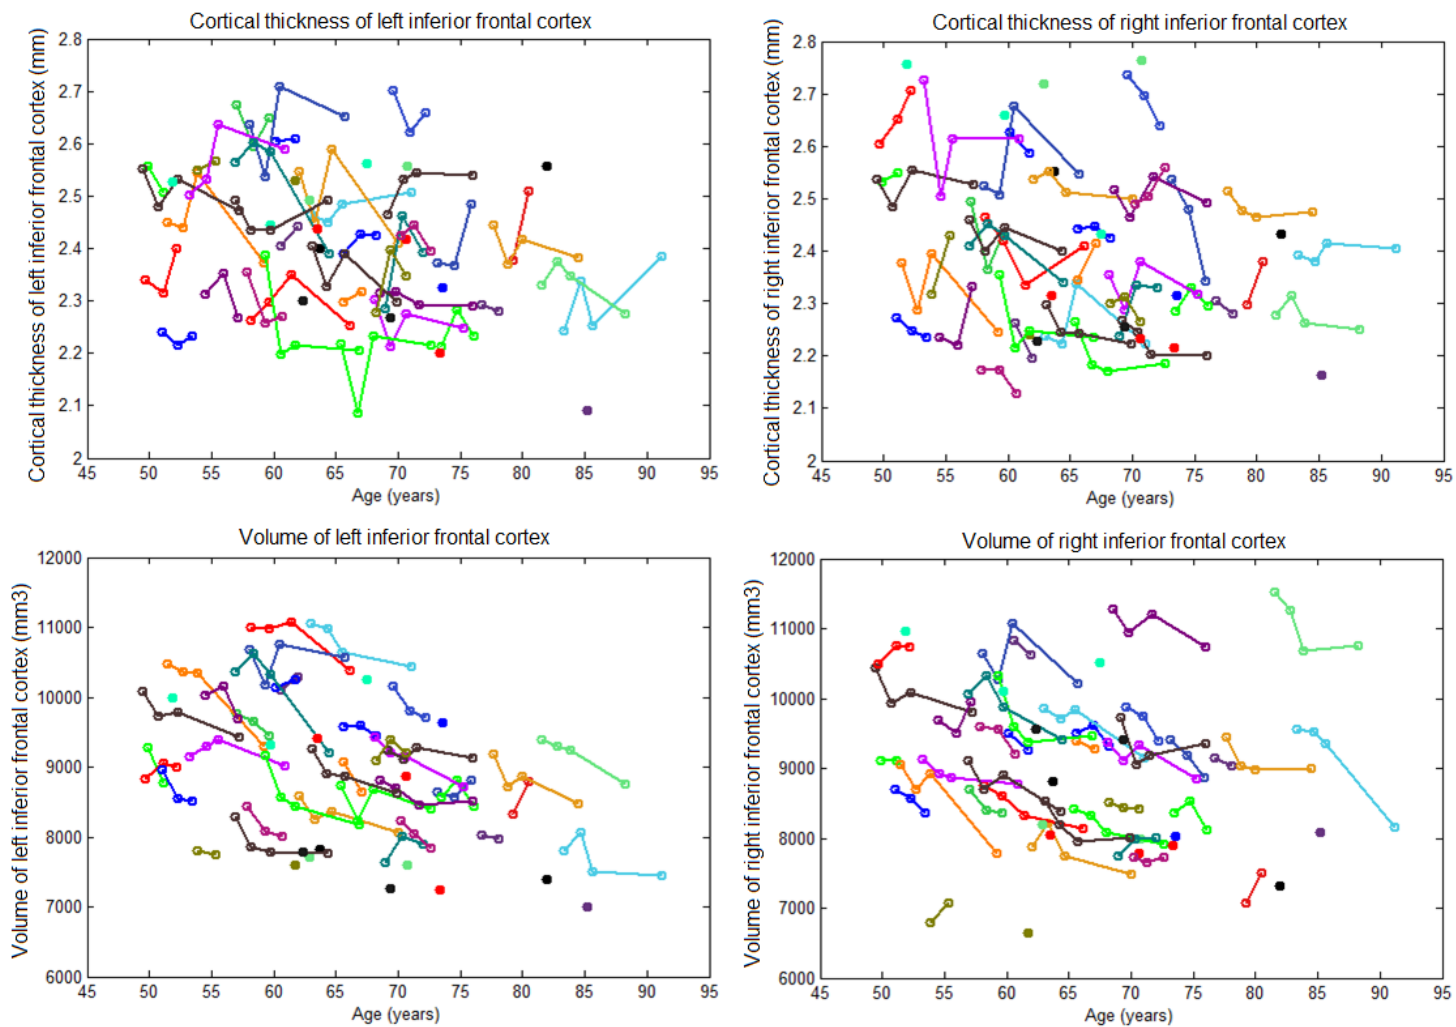 Cortical thickness of left inferior frontal cortex
Cortical thickness of left inferior frontal cortex (mm)
2.8
2.7
2.6
2.5
2.4
2.3
2.2
2.1
2
45 50 55 60 65 70 75 80 85 90 95
Age (years)
Cortical thickness of right inferior frontal cortex
Cortical thickness of right inferior frontal cortex (mm)
2.8
2.7
2.6
2.5
2.4
2.3
2.2
2.1
2
45 50 55 60 65 70 75 80 85 90 95
Age (years)
Volume of left inferior frontal cortex
Volume of left inferior frontal cortex (mm3)
12000
11000
10000
9000
8000
7000
6000
45 50 55 60 65 70 75 80 85 90 95
Age (years)
Volume of right inferior frontal cortex
Volume of right inferior frontal cortex (mm3)
12000
11000
10000
9000
8000
7000
6000
45 50 55 60 65 70 75 80 85 90 95
Age (years)